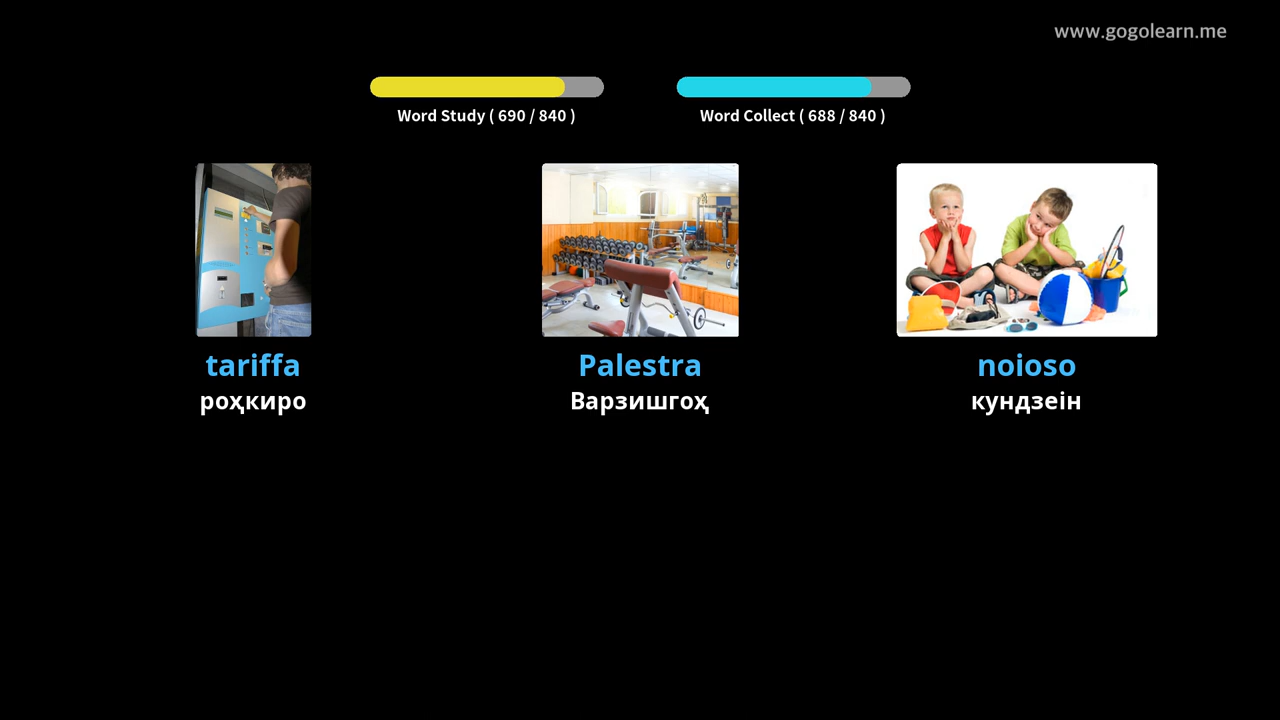 www.gogolearn.me
Word Study ( 690 / 840 )
Word Collect ( 688 / 840 )
tariffa
роҳкиро
Palestra
Варзишгоҳ
noioso
кундзеін